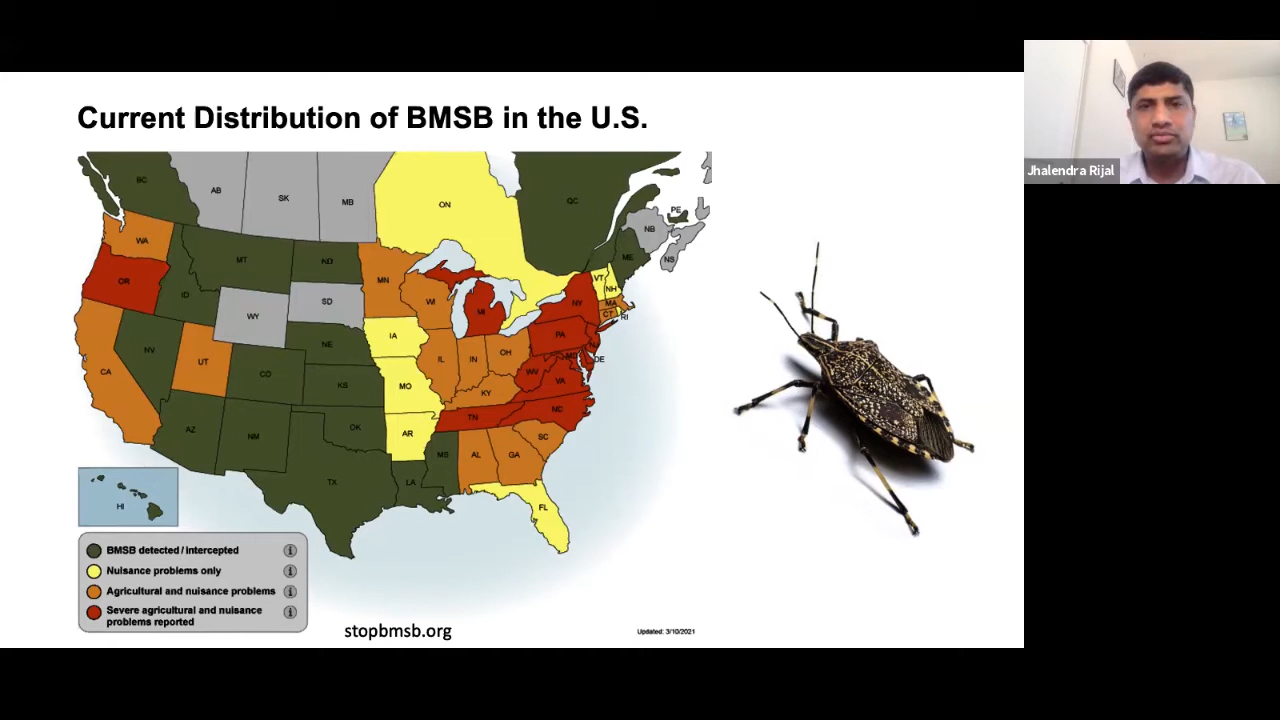 Current Distribution of BMSB in the U.S.
Jhalendra Rijal
BC
AB
SK
MB
ON
QC
PE
NB
NS
WA
MT
ND
MN
ME
OR
ID
WY
SD
WI
MI
VT
NH
NY
MA
CT
RI
NV
UT
CO
NE
IA
IL
IN
OH
PA
NJ
MD
DE
CA
KS
MO
KY
WV
VA
AZ
NM
OK
AR
TN
NC
SC
TX
LA
MS
AL
GA
FL
HI
BMSB detected / intercepted
Nuisance problems only
Agricultural and nuisance problems
Severe agricultural and nuisance
problems reported
i
i
i
i
stopbmsb.org
Updated: 3/10/2021